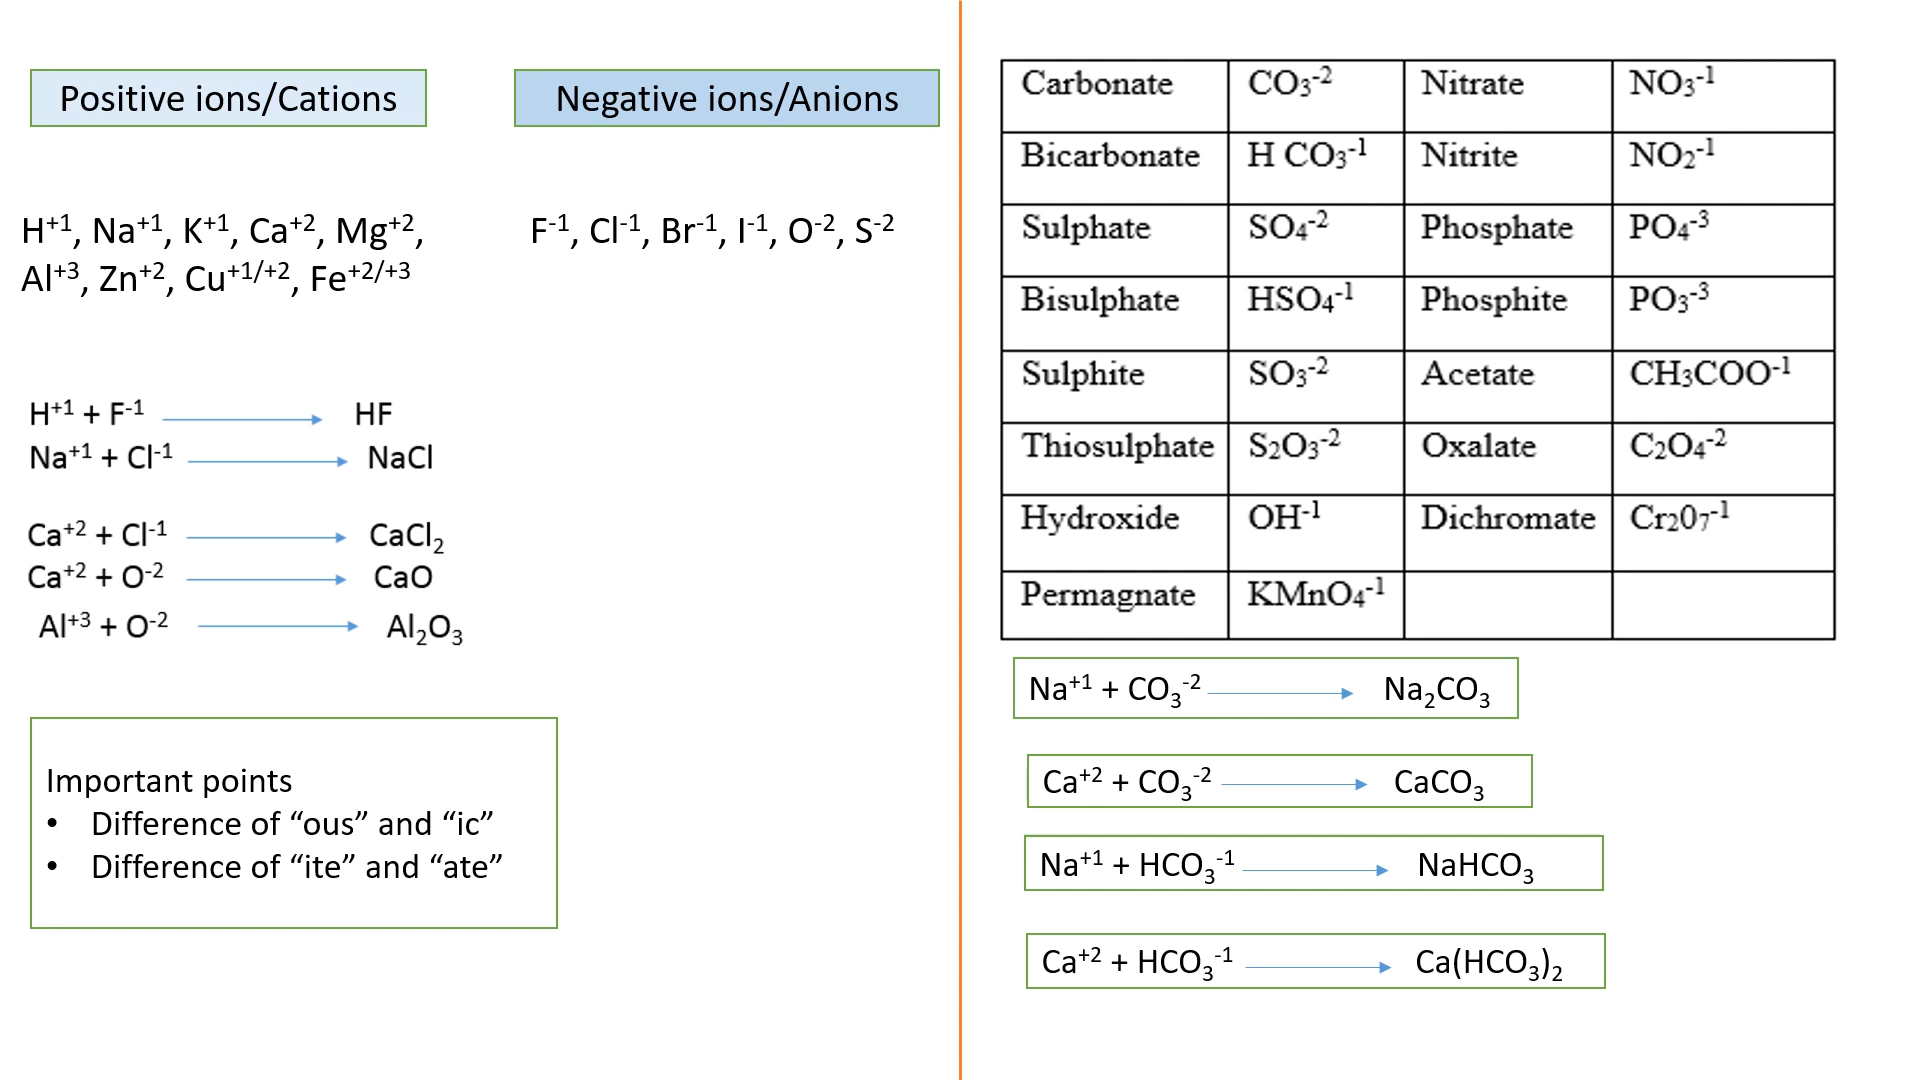 Positive ions/Cations
Negative ions/Anions
H⁺¹, Na⁺¹, K⁺¹, Ca⁺², Mg⁺²,
Al⁺³, Zn⁺², Cu⁺¹/⁺², Fe⁺²/⁺³
F⁻¹, Cl⁻¹, Br⁻¹, I⁻¹, O⁻², S⁻²
H⁺¹ + F⁻¹ → HF
Na⁺¹ + Cl⁻¹ → NaCl
Ca⁺² + Cl⁻¹ → CaCl₂
Ca⁺² + O⁻² → CaO
Al⁺³ + O⁻² → Al₂O₃
Important points
• Difference of “ous” and “ic”
• Difference of “ite” and “ate”
Carbonate CO₃⁻² Nitrate NO₃⁻¹
Bicarbonate H CO₃⁻¹ Nitrite NO₂⁻¹
Sulphate SO₄⁻² Phosphate PO₄⁻³
Bisulphate HSO₄⁻¹ Phosphite PO₃⁻³
Sulphite SO₃⁻² Acetate CH₃COO⁻¹
Thiosulphate S₂O₃⁻² Oxalate C₂O₄⁻²
Hydroxide OH⁻¹ Dichromate Cr₂0₇⁻¹
Permagnate KMnO₄⁻¹
Na⁺¹ + CO₃⁻² → Na₂CO₃
Ca⁺² + CO₃⁻² → CaCO₃
Na⁺¹ + HCO₃⁻¹ → NaHCO₃
Ca⁺² + HCO₃⁻¹ → Ca(HCO₃)₂